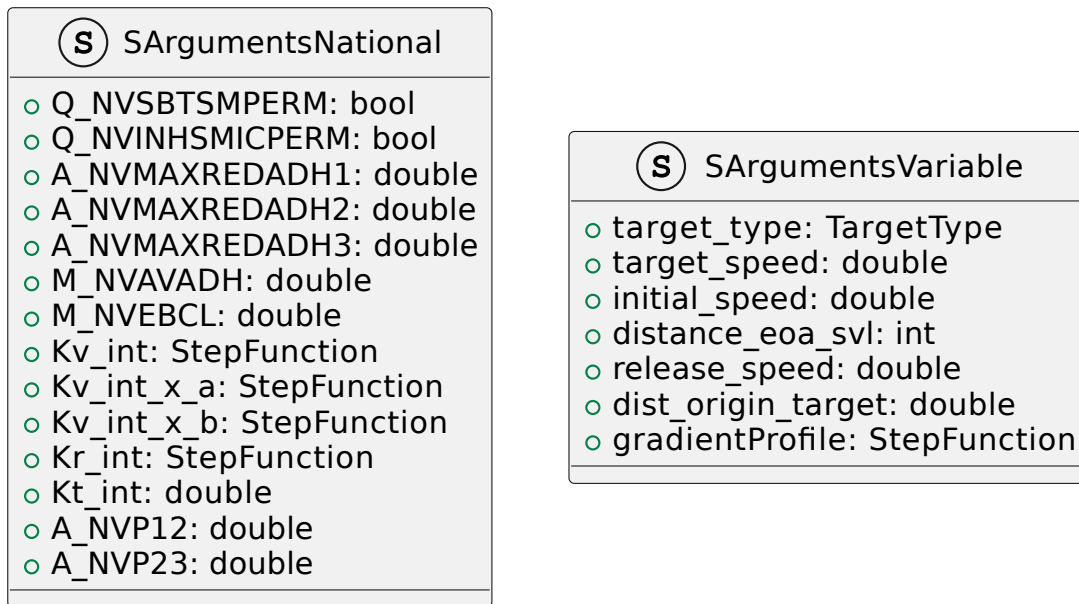 S SArgumentsNational
Q_NVSBTSMPERM: bool
Q_NVINHSMICPERM: bool
A_NVMAXREDADH1: double
A_NVMAXREDADH2: double
A_NVMAXREDADH3: double
M_NVAVADH: double
M_NVEBCL: double
Kv_int: StepFunction
Kv_int_x_a: StepFunction
Kv_int_x_b: StepFunction
Kr_int: StepFunction
Kt_int: double
A_NVP12: double
A_NVP23: double
S SArgumentsVariable
target_type: TargetType
target_speed: double
initial_speed: double
distance_eoa_svl: int
release_speed: double
dist_origin_target: double
gradientProfile: StepFunction